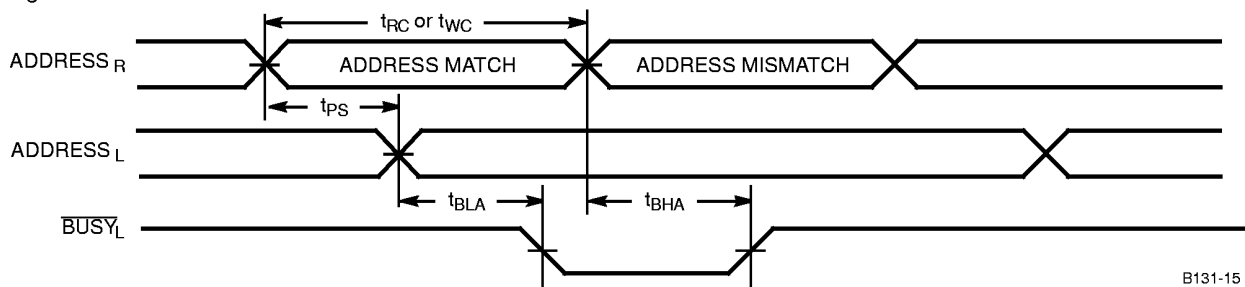 tRC or tWC
ADDRESS R
ADDRESS MATCH
ADDRESS MISMATCH
tPS
ADDRESS L
tBLA
tBHA
BUSYL
B131-15